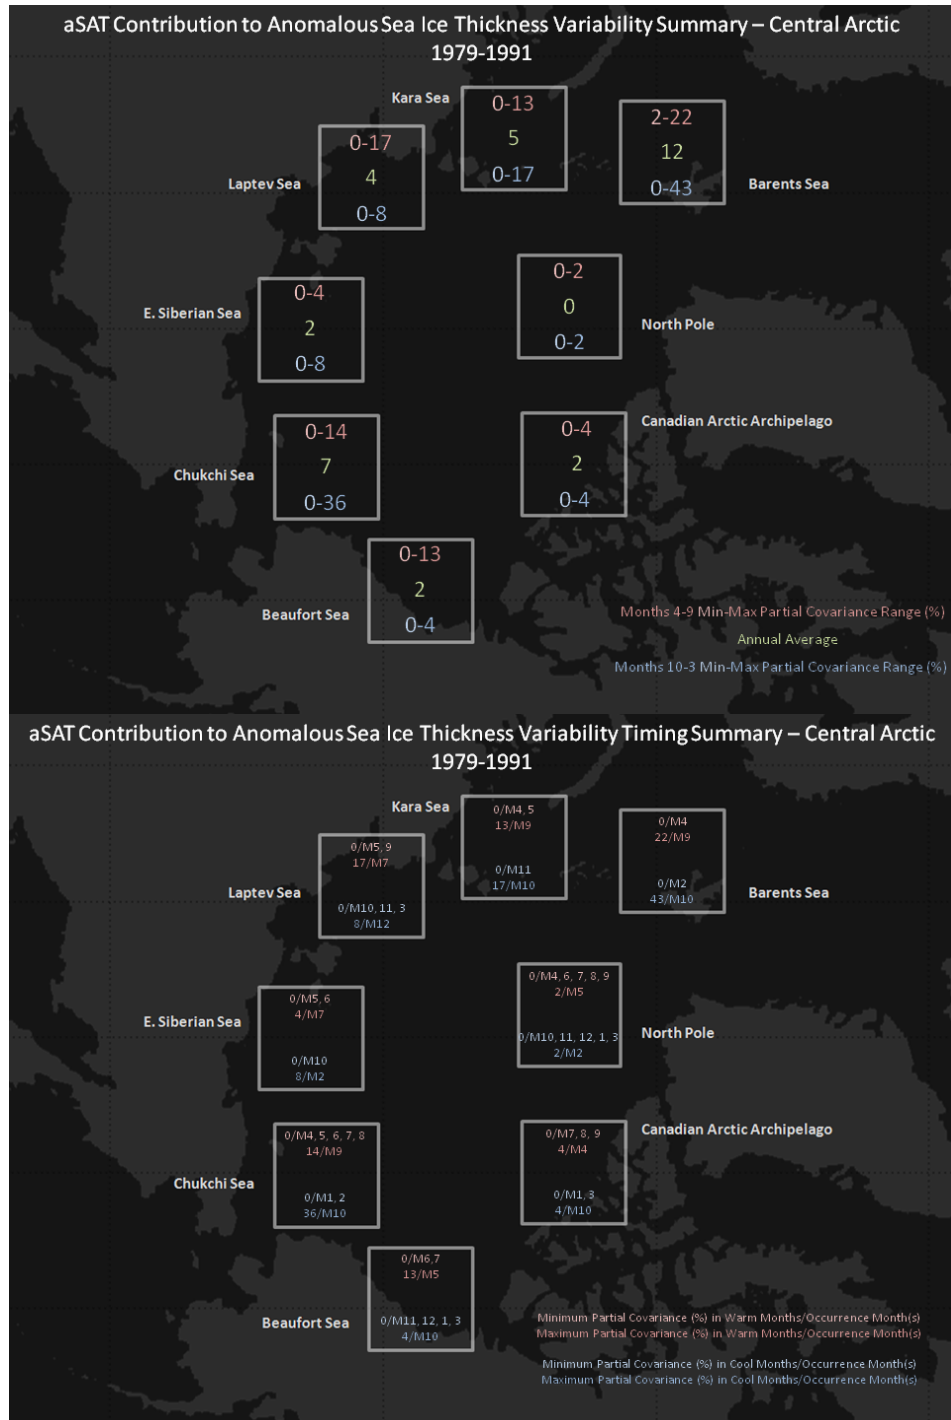 aSAT Contribution to Anomalous Sea Ice Thickness Variability Summary – Central Arctic
1979-1991
Kara Sea
0-13
5
0-17
2-22
12
0-43
Barents Sea
Laptev Sea
0-17
4
0-8
E. Siberian Sea
0-4
2
0-8
0-2
0
0-2
North Pole
Chukchi Sea
0-14
7
0-36
0-4
2
0-4
Canadian Arctic Archipelago
Beaufort Sea
0-13
2
0-4
Months 4-9 Min-Max Partial Covariance Range (%)
Annual Average
Months 10-3 Min-Max Partial Covariance Range (%)
aSAT Contribution to Anomalous Sea Ice Thickness Variability Timing Summary – Central Arctic
1979-1991
Kara Sea
0/M4, 5
13/M9
0/M11
17/M10
0/M4
22/M9
0/M2
43/M10
Barents Sea
Laptev Sea
0/M5, 9
17/M7
0/M10, 11, 3
8/M12
E. Siberian Sea
0/M5, 6
4/M7
0/M10
8/M2
0/M4, 6, 7, 8, 9
2/M5
0/M10, 11, 12, 1, 3
2/M2
North Pole
Chukchi Sea
0/M4, 5, 6, 7, 8
14/M9
0/M1, 2
36/M10
0/M7, 8, 9
4/M4
0/M1, 3
4/M10
Canadian Arctic Archipelago
Beaufort Sea
0/M6,7
13/M5
0/M11, 12, 1, 3
4/M10
Minimum Partial Covariance (%) in Warm Months/Occurrence Month(s)
Maximum Partial Covariance (%) in Warm Months/Occurrence Month(s)
Minimum Partial Covariance (%) in Cool Months/Occurrence Month(s)
Maximum Partial Covariance (%) in Cool Months/Occurrence Month(s)